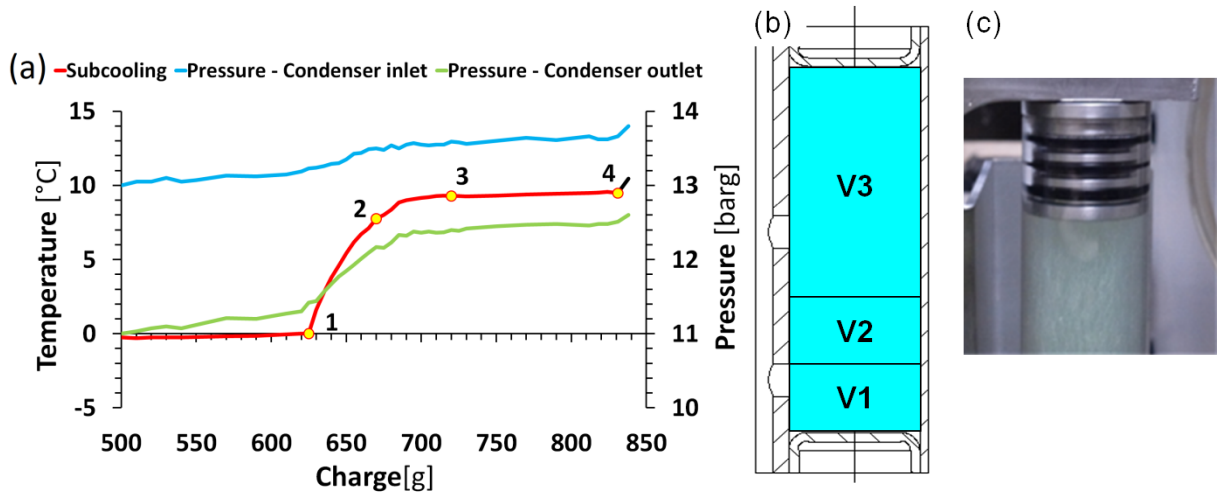 (a)
Subcooling Pressure - Condenser inlet Pressure - Condenser outlet
Temperature [°C]
15
10
5
0
-5
1
2
3
4
14
13
12
11
10
Pressure [barg]
500 550 600 650 700 750 800 850
Charge[g]
(b)
V3
V2
V1
(c)